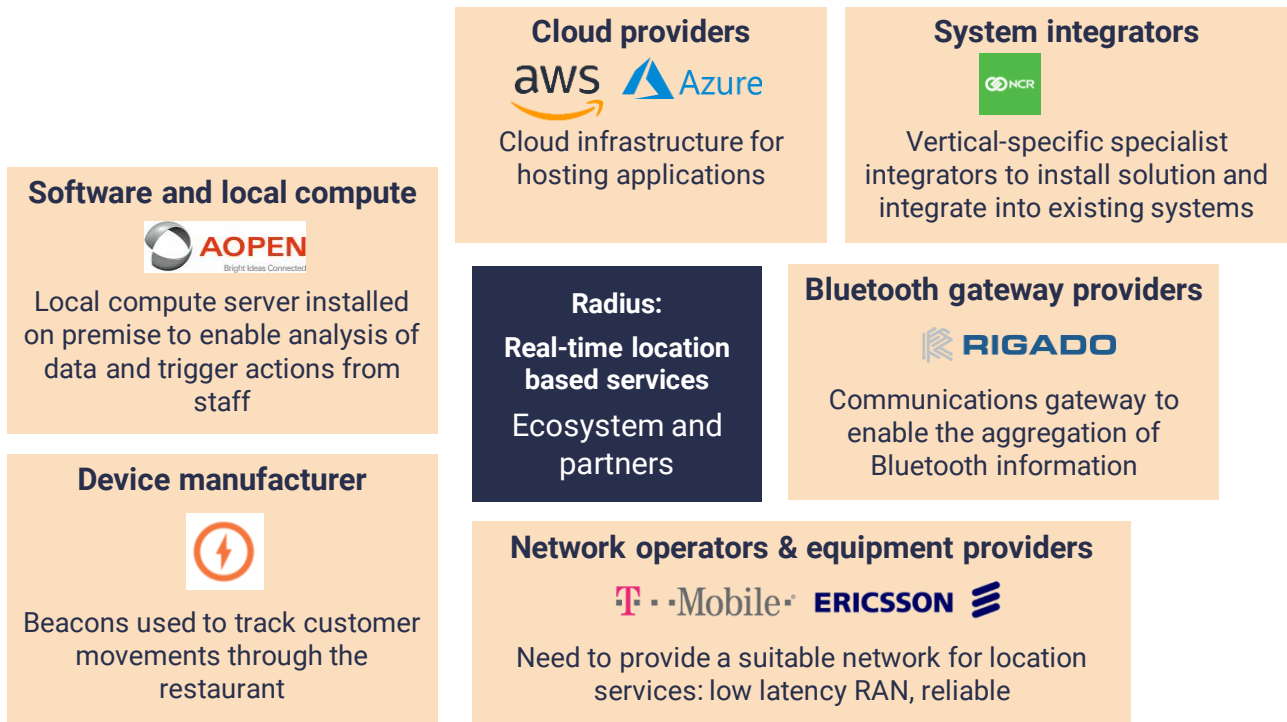 Cloud providers
aws Azure
Cloud infrastructure for
hosting applications
System integrators
NCR
Vertical-specific specialist
integrators to install solution and
integrate into existing systems
Software and local compute
AOPEN
Bright Ideas Connected
Local compute server installed
on premise to enable analysis of
data and trigger actions from
staff
Radius:
Real-time location
based services
Ecosystem and
partners
Bluetooth gateway providers
RIGADO
Communications gateway to
enable the aggregation of
Bluetooth information
Device manufacturer
Beacons used to track customer
movements through the
restaurant
Network operators & equipment providers
T··Mobile· ERICSSON
Need to provide a suitable network for location
services: low latency RAN, reliable